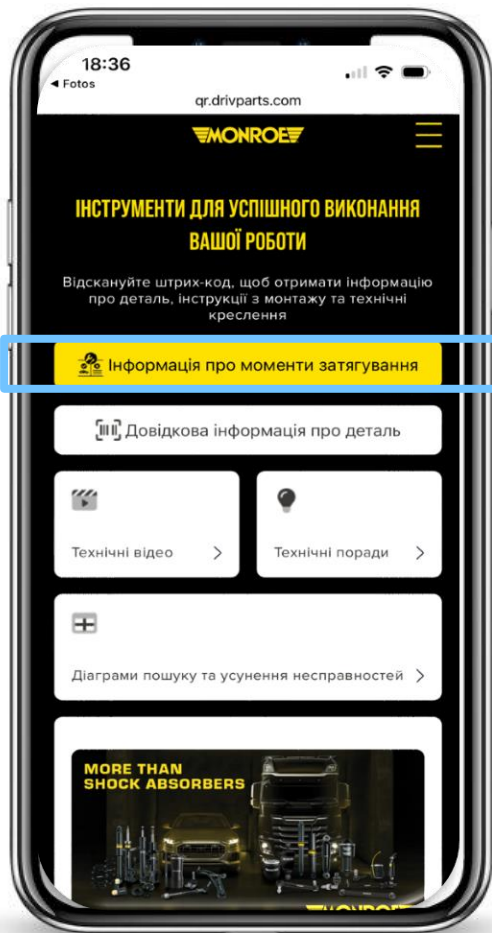 18:36
◀ Fotos
qr.drivparts.com
MONROE
ІНСТРУМЕНТИ ДЛЯ УСПІШНОГО ВИКОНАННЯ
ВАШОЇ РОБОТИ
Відскануйте штрих-код, щоб отримати інформацію
про деталь, інструкції з монтажу та технічні
креслення
Інформація про моменти затягування
Довідкова інформація про деталь
Технічні відео
Технічні поради
Діаграми пошуку та усунення несправностей
MORE THAN
SHOCK ABSORBERS
MONROE